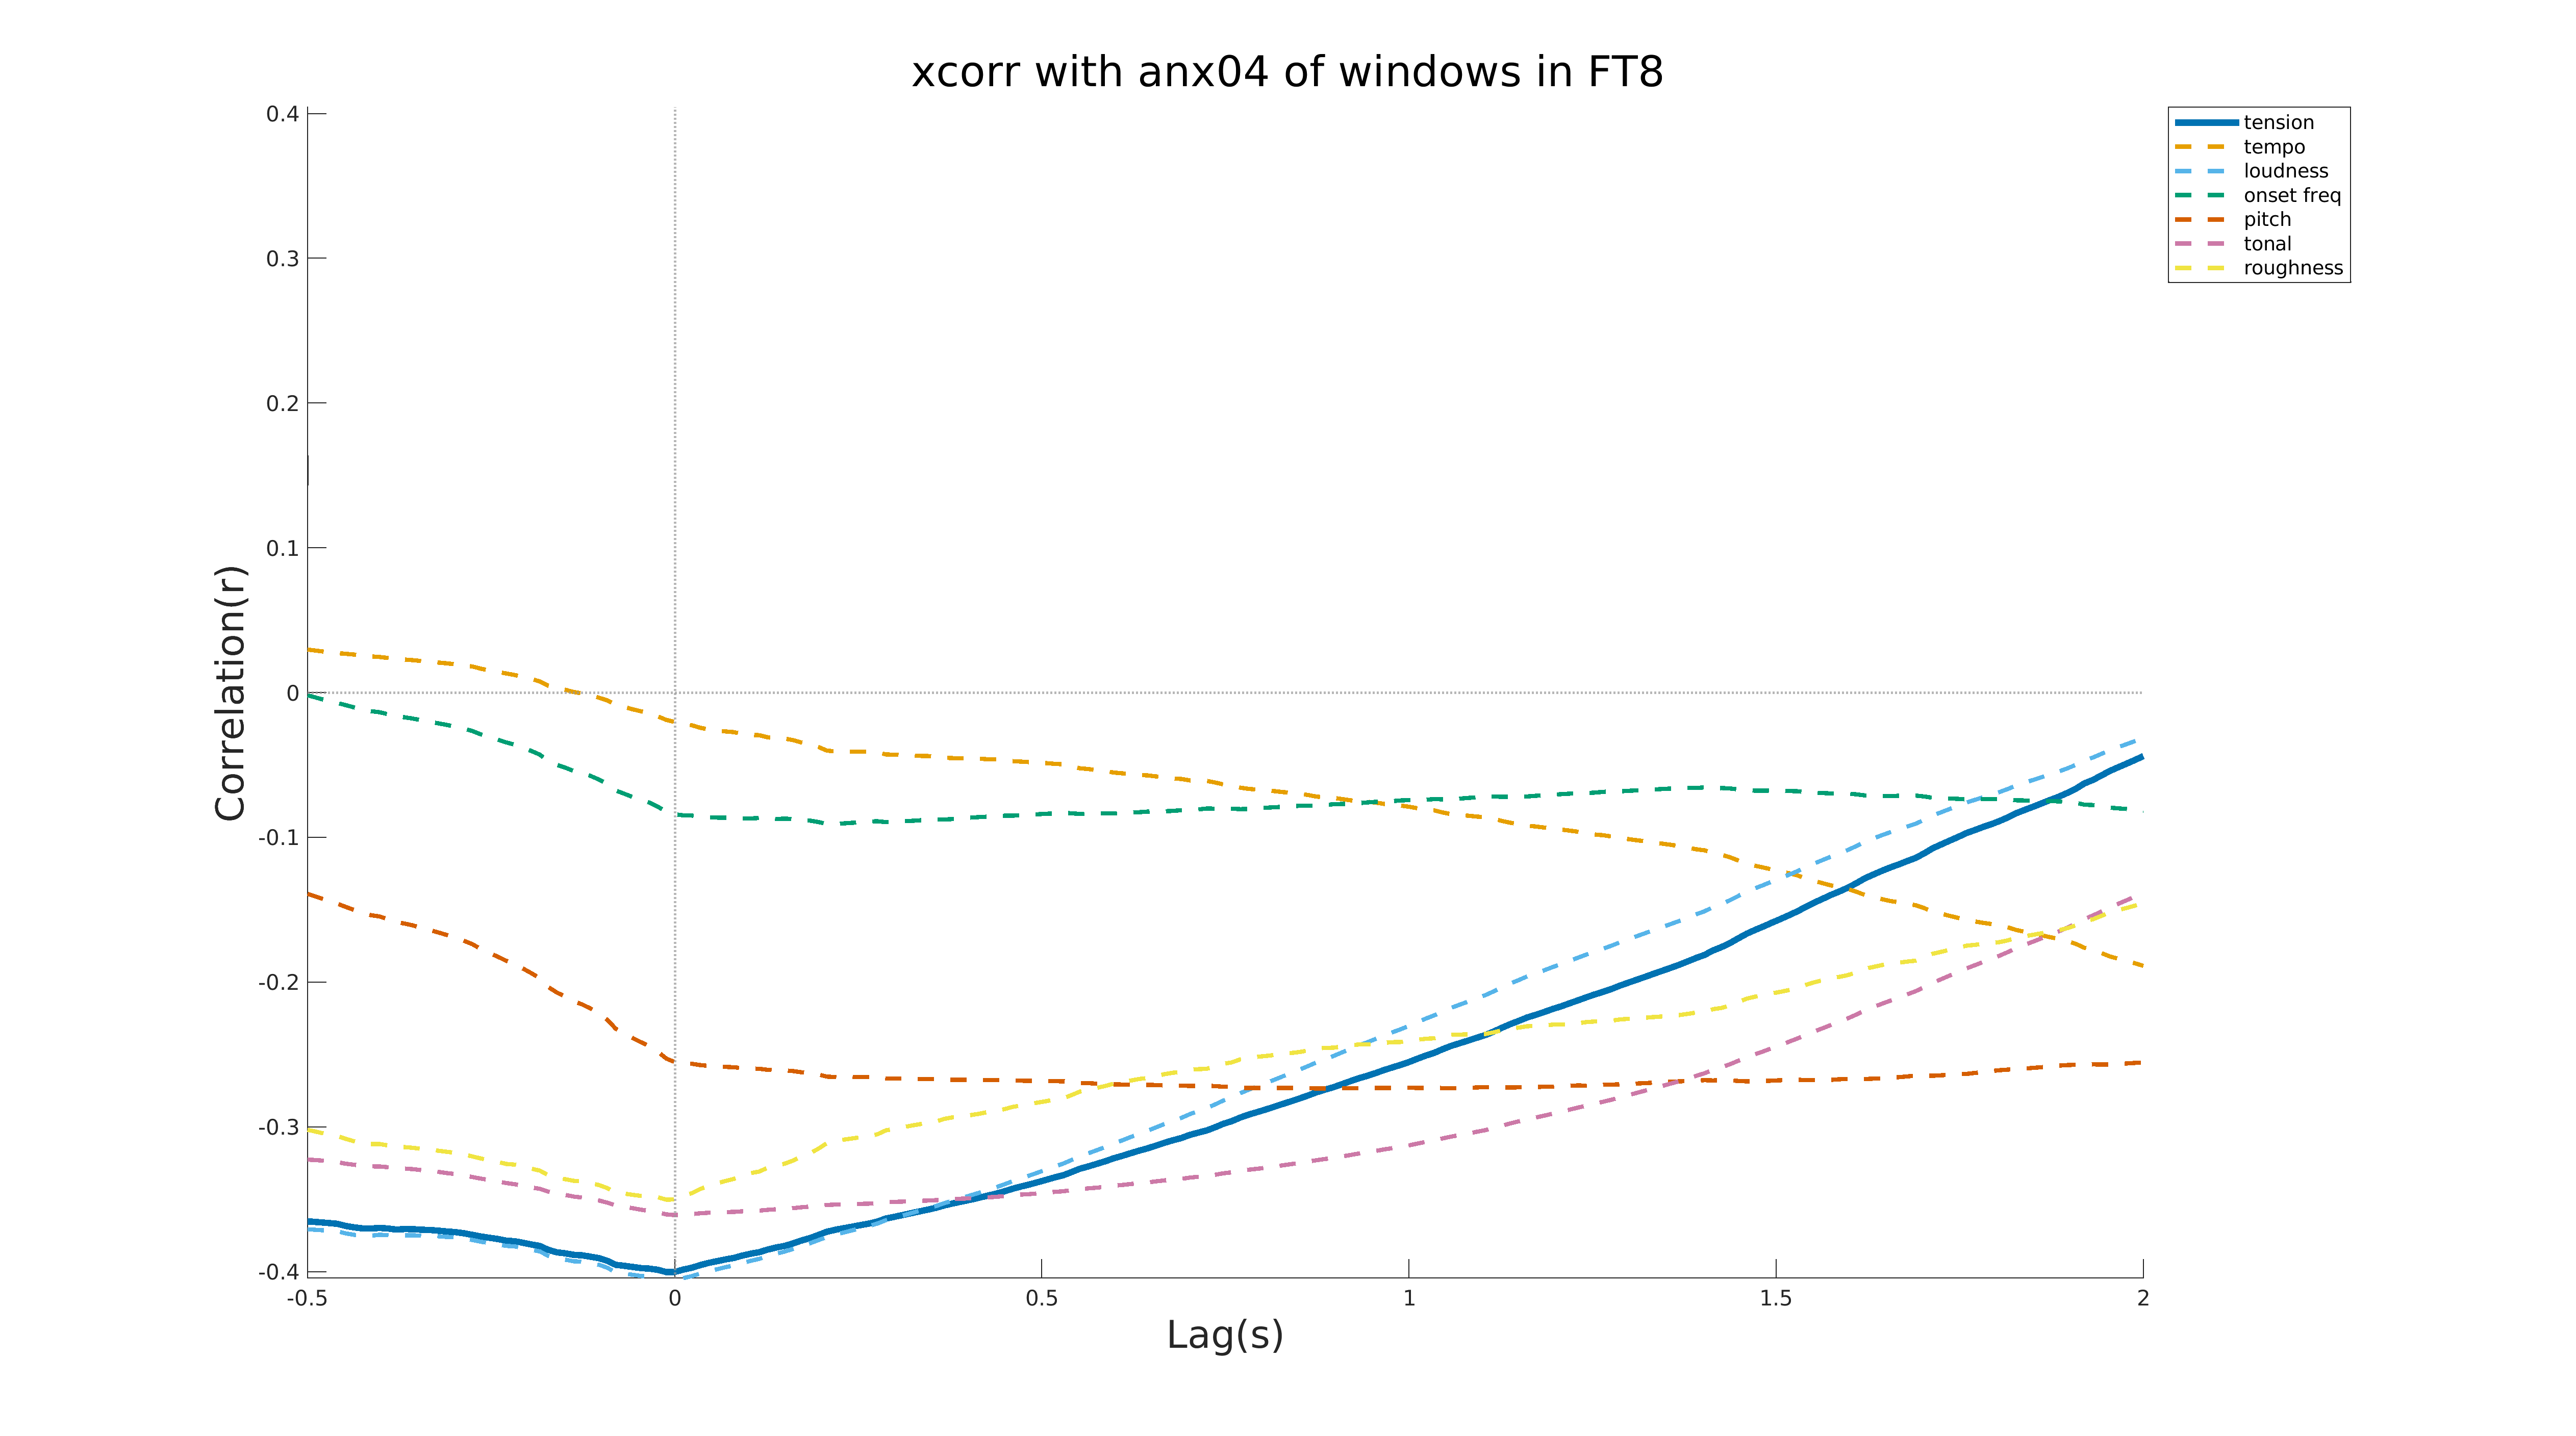 xcorr with anx04 of windows in FT8
tension
tempo
loudness
onset freq
pitch
tonal
roughness
Correlation(r)
0.4
0.3
0.2
0.1
0
-0.1
-0.2
-0.3
-0.4
-0.5
0
0.5
1
1.5
2
Lag(s)